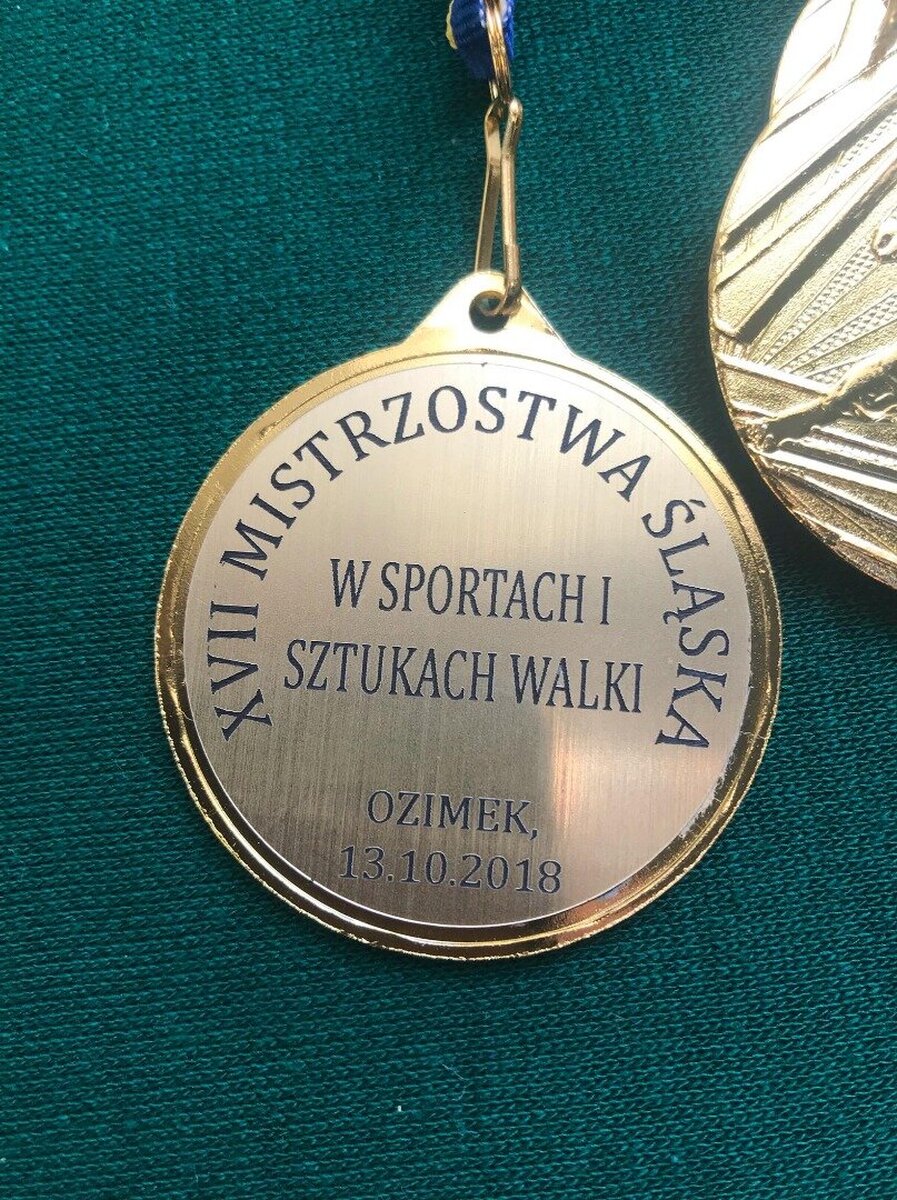 XVII MISTRZOSTWA ŚLĄSKA
W SPORTACH I
SZTUKACH WALKI
OZIMEK,
13.10.2018